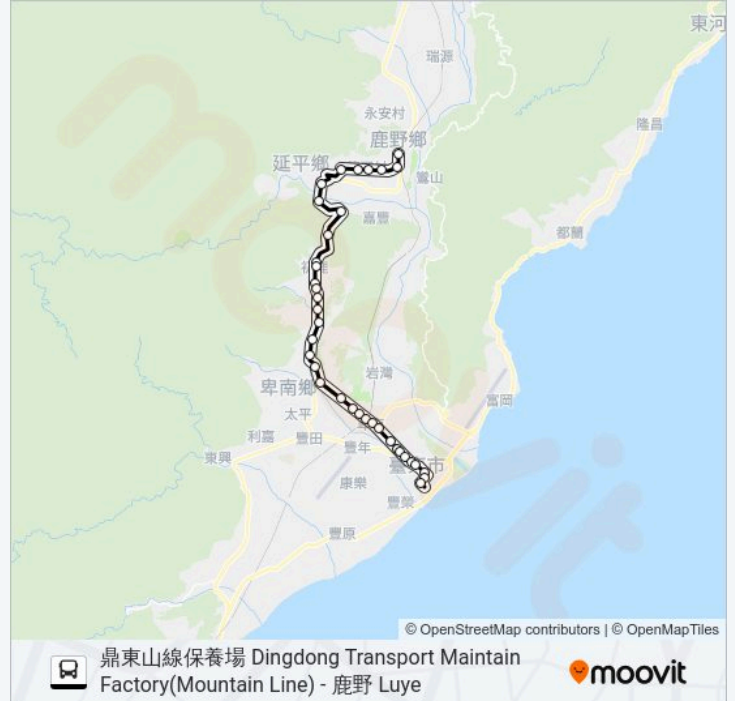 東河
瑞源
永安村
隆昌
鹿野鄉
延平鄉
鸞山
嘉豐
都蘭
岩灣
卑南鄉
富岡
太平
利嘉
豐田
豐年
東興
康樂
豐榮
豐原
© OpenStreetMap contributors | © OpenMapTiles
鼎東山線保養場 Dingdong Transport Maintain
Factory(Mountain Line) - 鹿野 Luye
moovit